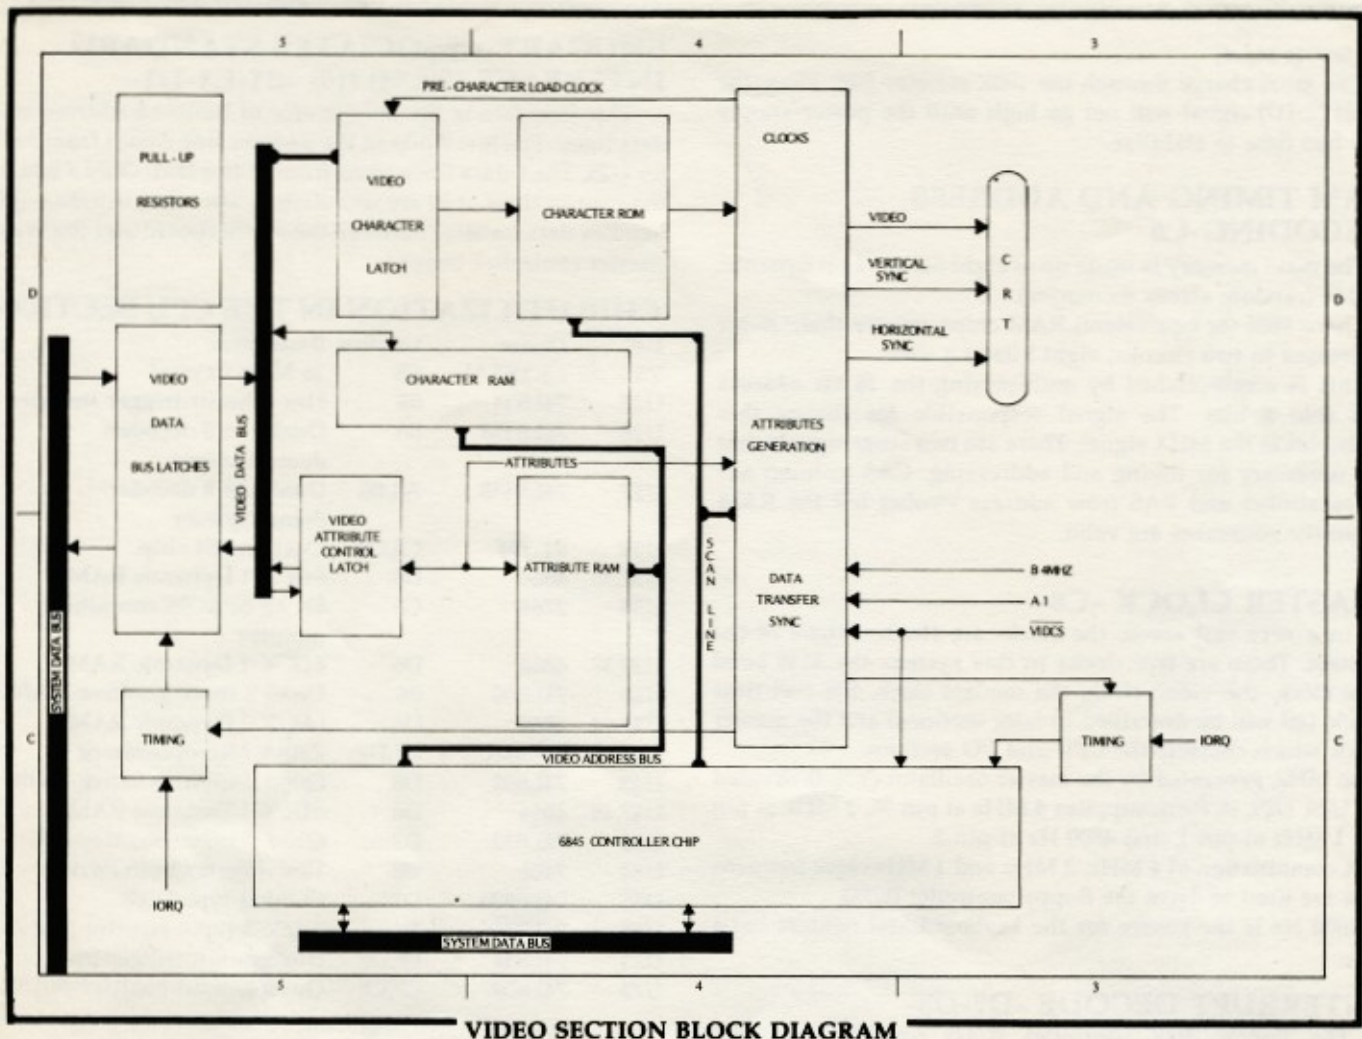 5 4 3
PRE - CHARACTER LOAD CLOCK
PULL - UP
RESISTORS
VIDEO
CHARACTER
LATCH
CHARACTER ROM
CLOCKS
VIDEO
VERTICAL
SYNC
HORIZONTAL
SYNC
C
R
T
D
D
VIDEO
DATA
BUS LATCHES
VIDEO DATA BUS
CHARACTER RAM
ATTRIBUTES
ATTRIBUTES
GENERATION
VIDEO
ATTRIBUTE
CONTROL
LATCH
ATTRIBUTE RAM
SCAN LINE
DATA
TRANSFER
SYNC
8 4MHZ
A 1
VIDCS
SYSTEM DATA BUS
C
TIMING
VIDEO ADDRESS BUS
TIMING
IORQ
C
6845 CONTROLLER CHIP
IORQ
SYSTEM DATA BUS
5 4 3
VIDEO SECTION BLOCK DIAGRAM